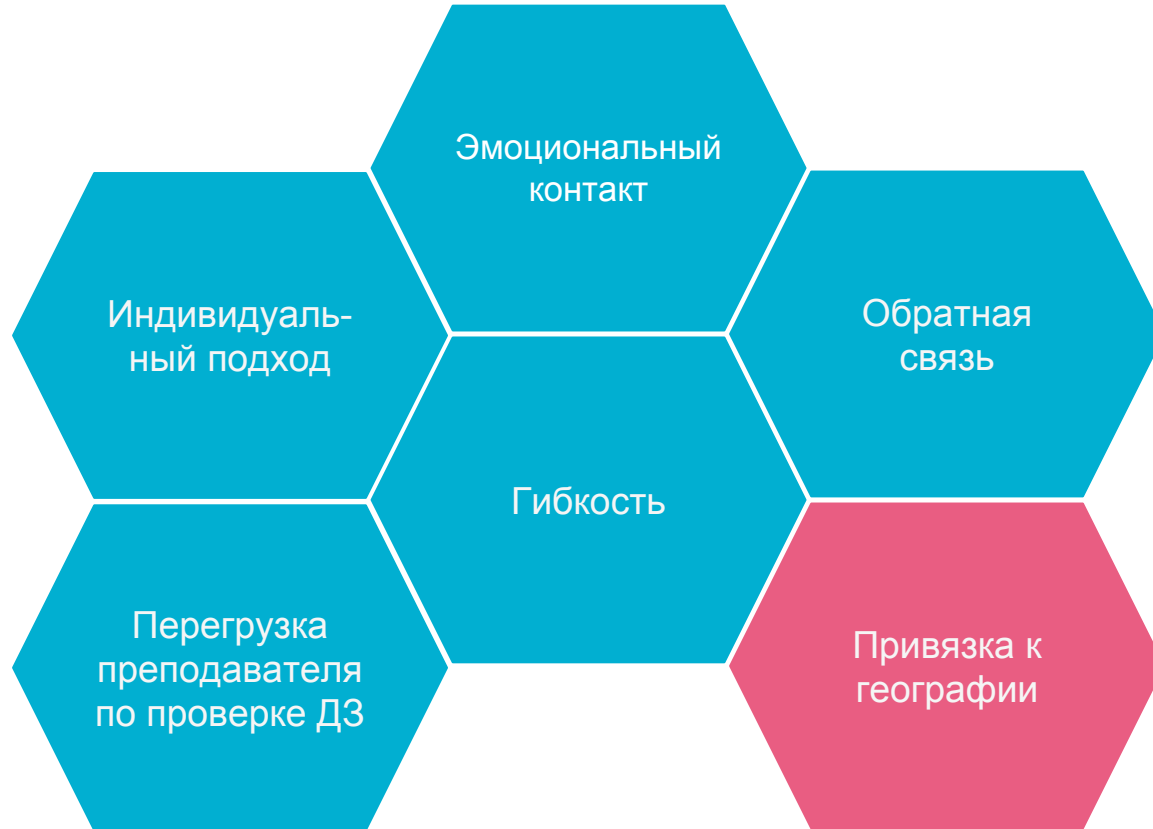 Эмоциональный
контакт
Индивидуаль-
ный подход
Обратная
связь
Гибкость
Перегрузка
преподавателя
по проверке ДЗ
Привязка к
географии